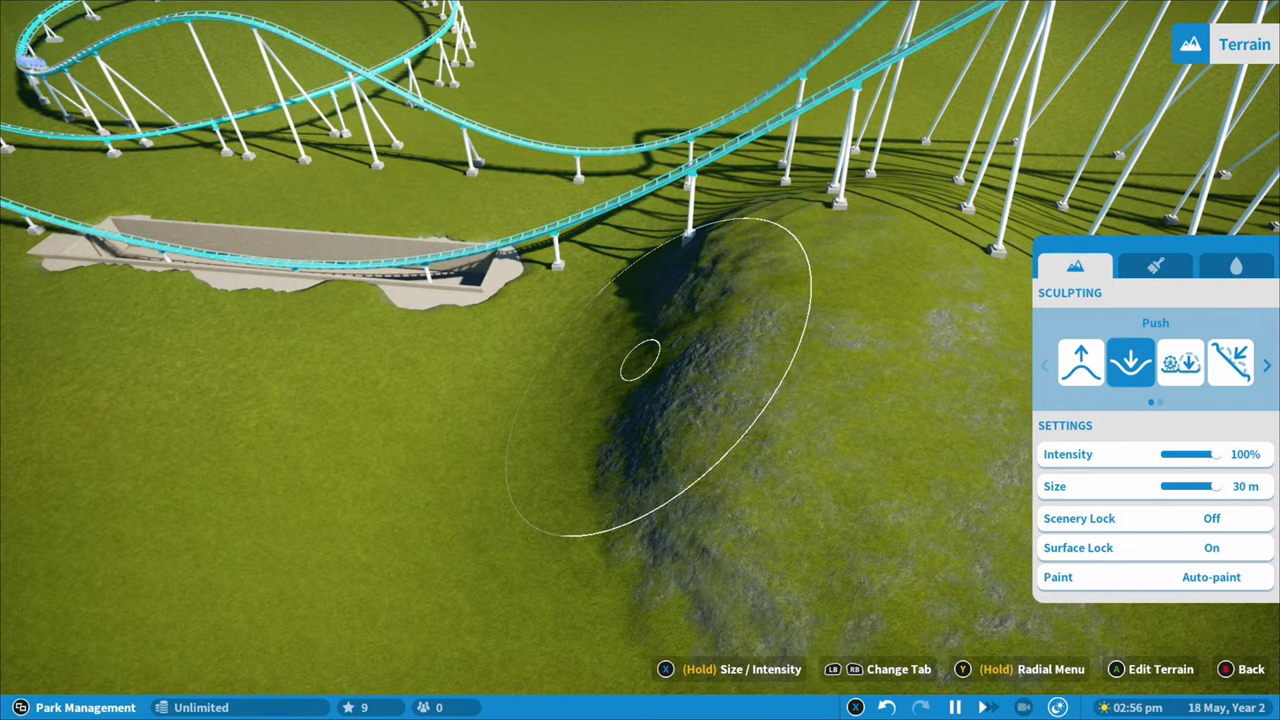 Terrain
SCULPTING
Push
SETTINGS
Intensity 100%
Size 30 m
Scenery Lock Off
Surface Lock On
Paint Auto-paint
X (Hold) Size / Intensity LB RB Change Tab Y (Hold) Radial Menu A Edit Terrain B Back
Park Management Unlimited 9 0 X 02:56 pm 18 May, Year 2